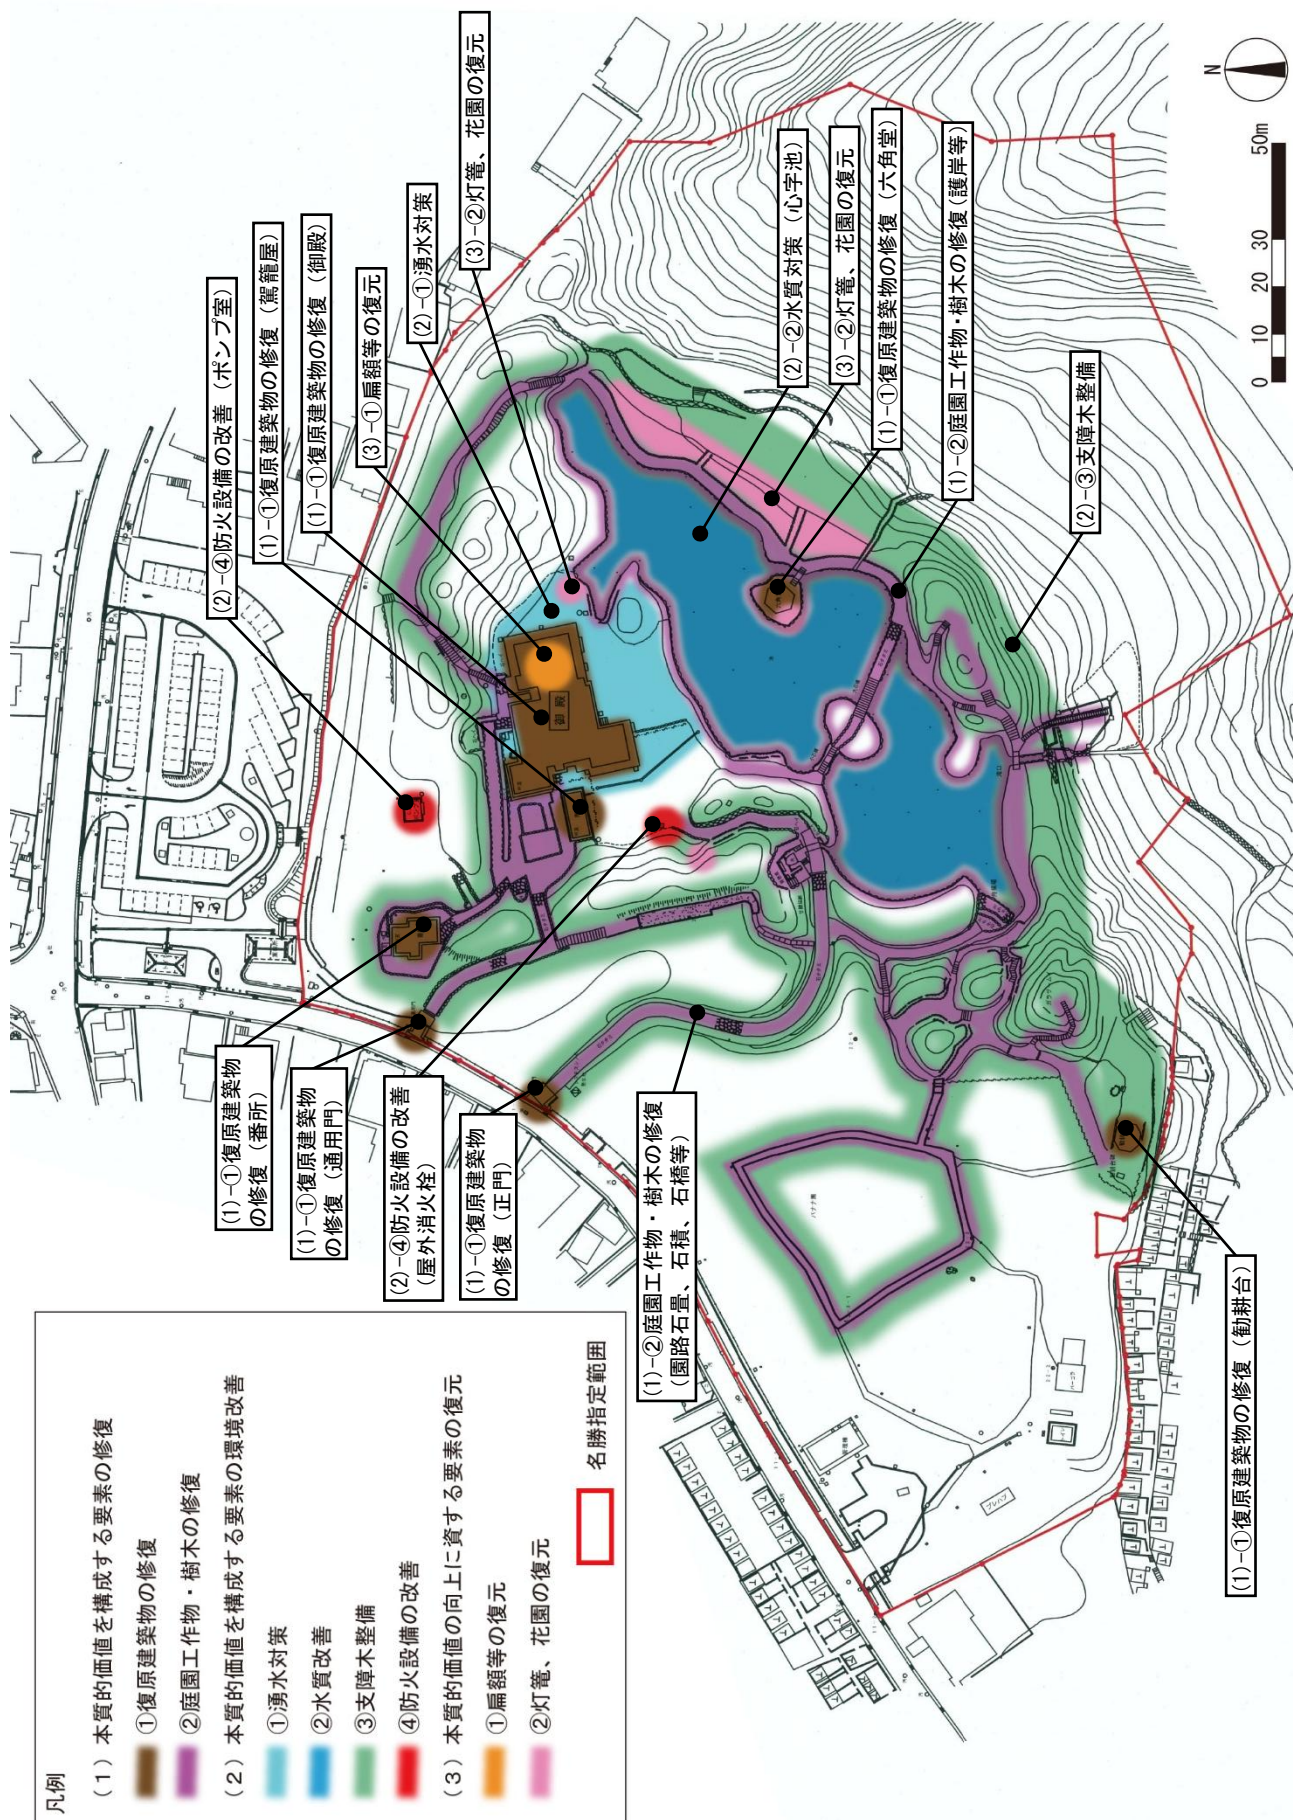 凡例
(1) 本質的価値を構成する要素の修復
①復原建築物の修復
②庭園工作物・樹木の修復
(2) 本質的価値を構成する要素の環境改善
①湧水対策
②水質改善
③支障木整備
④防火設備の改善
(3) 本質的価値の向上に資する要素の復元
①扁額等の復元
②灯篭、花園の復元
名勝指定範囲
(1)-①復原建築物
の修復（番所）
(1)-①復原建築物
の修復（通用門）
(2)-④防火設備の改善
（屋外消火栓）
(1)-①復原建築物
の修復（正門）
(1)-②庭園工作物・樹木の修復
（園路石畳、石積、石橋等）
(1)-①復原建築物の修復（勧耕台）
(2)-④防火設備の改善（ポンプ室）
(1)-①復原建築物の修復（駕籠屋）
(1)-①復原建築物の修復（御殿）
(3)-①扁額等の復元
(2)-①湧水対策
(3)-②灯篭、花園の復元
(2)-②水質対策（心字池）
(3)-②灯篭、花園の復元
(1)-①復原建築物の修復（六角堂）
(1)-②庭園工作物・樹木の修復（護岸等）
(2)-③支障木整備
御殿
プレハブ
N
0 10 20 30 50m